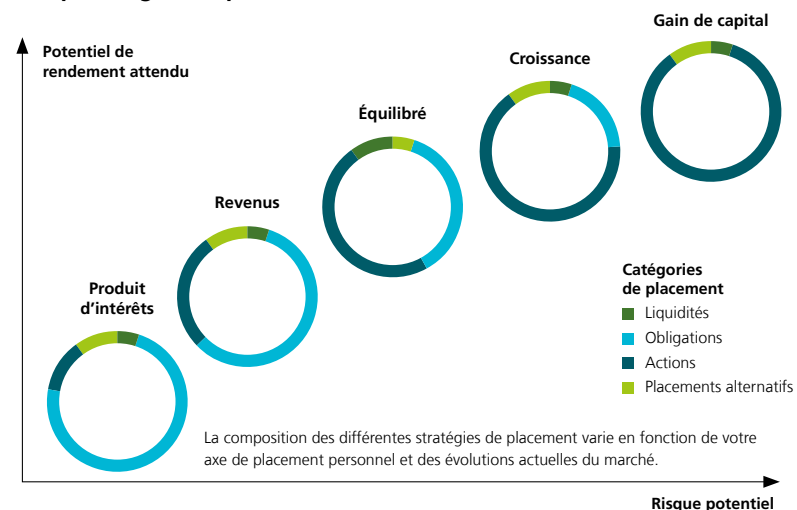 Gain de capital
Potentiel de
rendement attendu
Croissance
Équilibré
Revenus
Produit
d’intérêts
Catégories
de placement
Liquidités
Obligations
Actions
Placements alternatifs
La composition des différentes stratégies de placement varie en fonction de votre
axe de placement personnel et des évolutions actuelles du marché.
Risque potentiel